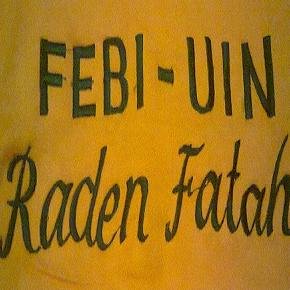 FEBI - UIN
Raden Fatah